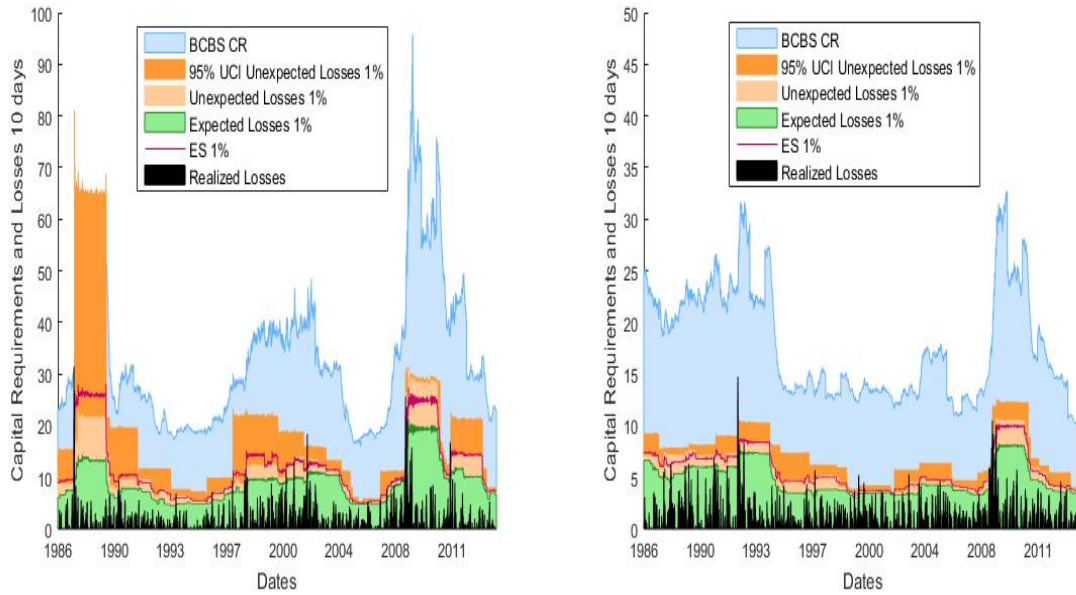 Capital Requirements and Losses 10 days
100
90
80
70
60
50
40
30
20
10
0
BCBS CR
95% UCI Unexpected Losses 1%
Unexpected Losses 1%
Expected Losses 1%
ES 1%
Realized Losses
1986 1990 1993 1997 2000 2004 2008 2011
Dates
Capital Requirements and Losses 10 days
50
45
40
35
30
25
20
15
10
5
0
BCBS CR
95% UCI Unexpected Losses 1%
Unexpected Losses 1%
Expected Losses 1%
ES 1%
Realized Losses
1986 1990 1993 1997 2000 2004 2008 2011
Dates